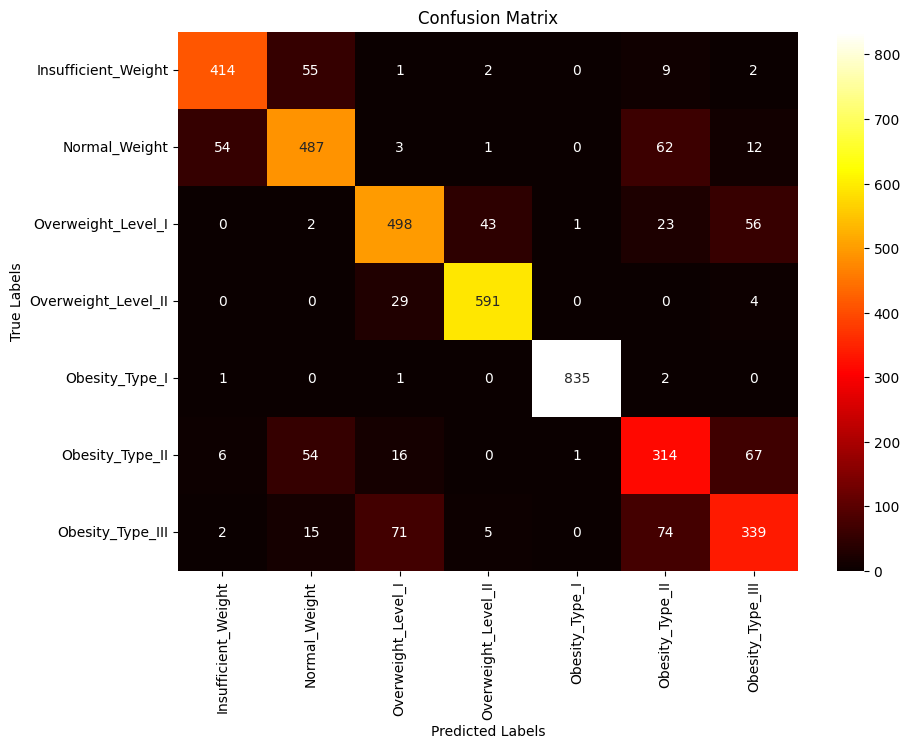 Confusion Matrix
True Labels
Insufficient_Weight 414 55 1 2 0 9 2
Normal_Weight 54 487 3 1 0 62 12
Overweight_Level_I 0 2 498 43 1 23 56
Overweight_Level_II 0 0 29 591 0 0 4
Obesity_Type_I 1 0 1 0 835 2 0
Obesity_Type_II 6 54 16 0 1 314 67
Obesity_Type_III 2 15 71 5 0 74 339
Insufficient_Weight
Normal_Weight
Overweight_Level_I
Overweight_Level_II
Obesity_Type_I
Obesity_Type_II
Obesity_Type_III
Predicted Labels
800
700
600
500
400
300
200
100
0